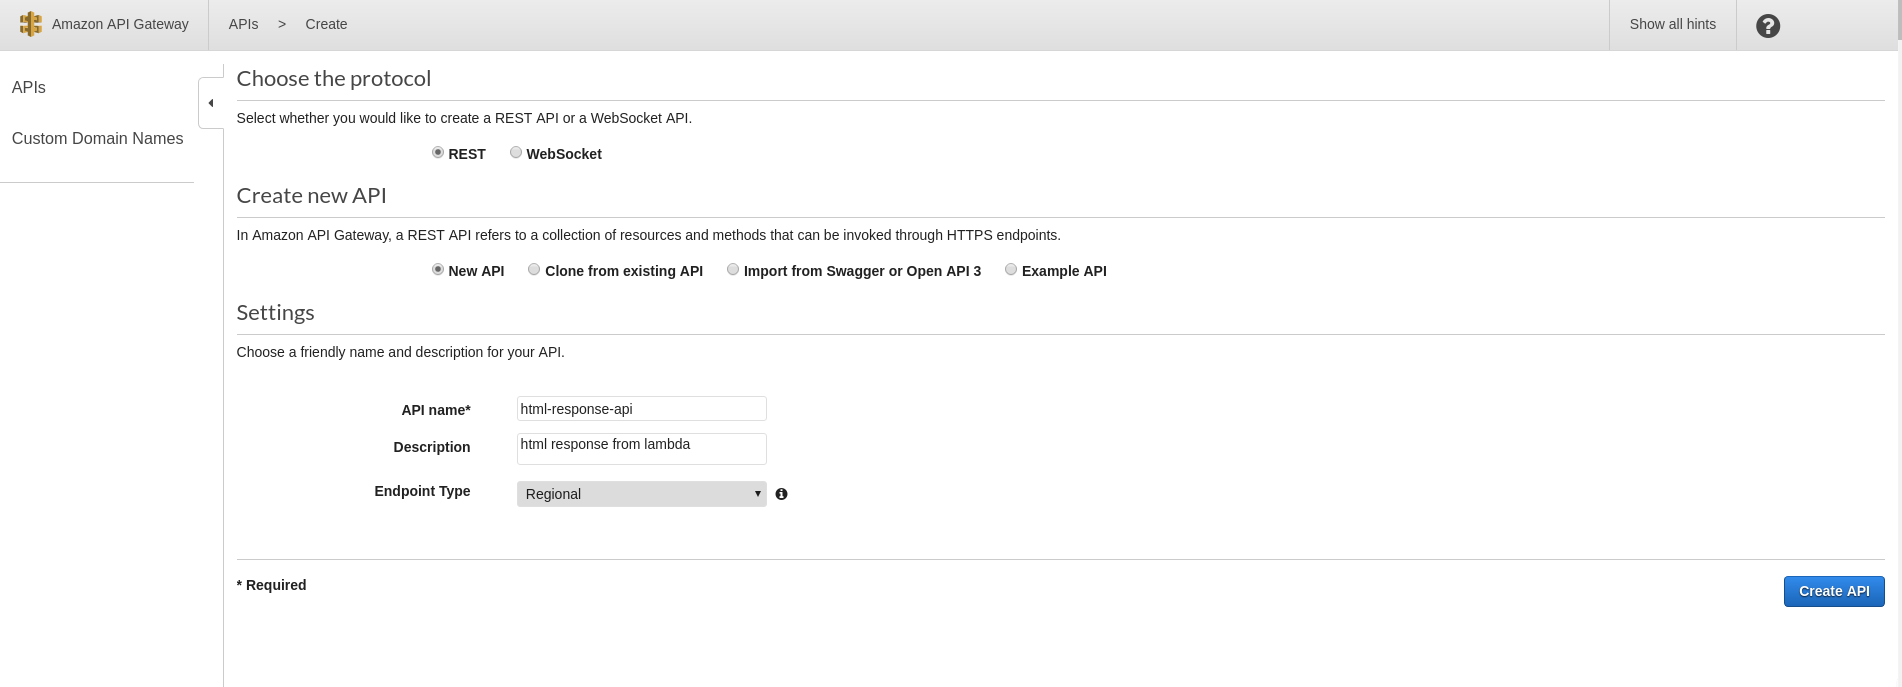 Amazon API Gateway APIs > Create Show all hints ?
APIs
Custom Domain Names
Choose the protocol
Select whether you would like to create a REST API or a WebSocket API.
REST WebSocket
Create new API
In Amazon API Gateway, a REST API refers to a collection of resources and methods that can be invoked through HTTPS endpoints.
New API Clone from existing API Import from Swagger or Open API 3 Example API
Settings
Choose a friendly name and description for your API.
API name* html-response-api
Description html response from lambda
Endpoint Type Regional
* Required Create API